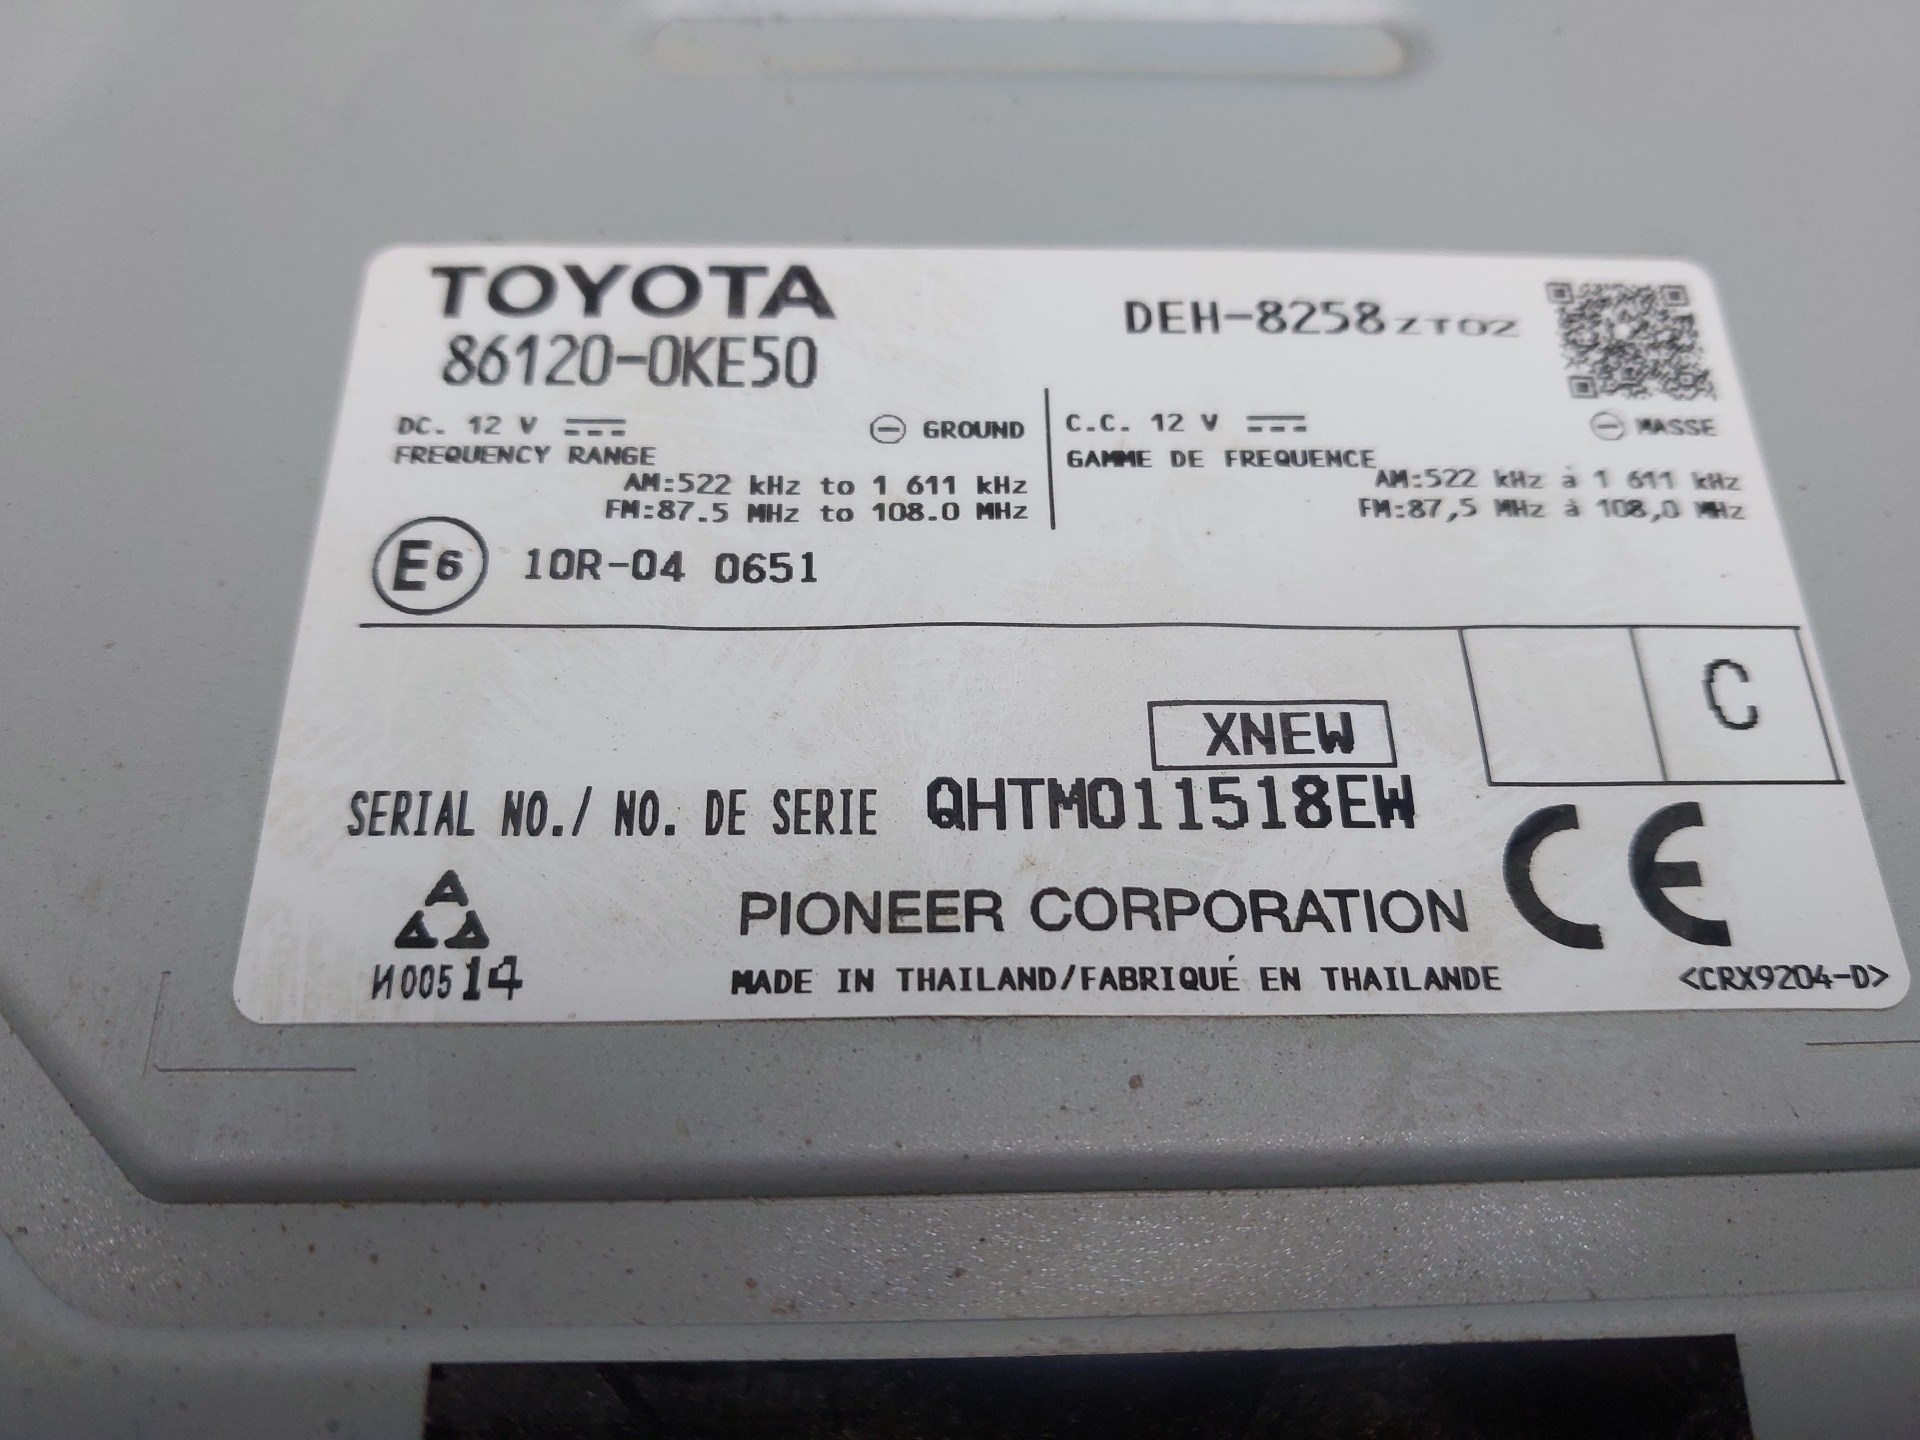 TOYOTA
86120-0KE50
DEH-8258ZT02
DC. 12 V
GROUND
FREQUENCY RANGE
AM:522 kHz to 1 611 kHz
FM:87.5 MHz to 108.0 MHz
C.C. 12 V
MASSE
GAMME DE FREQUENCE
AM:522 kHz à 1 611 kHz
FM:87,5 MHz à 108,0 MHz
E6 10R-04 0651
C
XNEW
SERIAL NO./ NO. DE SERIE QHTM011518EW
PIONEER CORPORATION
CE
N00514
MADE IN THAILAND/FABRIQUÉ EN THAILANDE
<CRX9204-D>